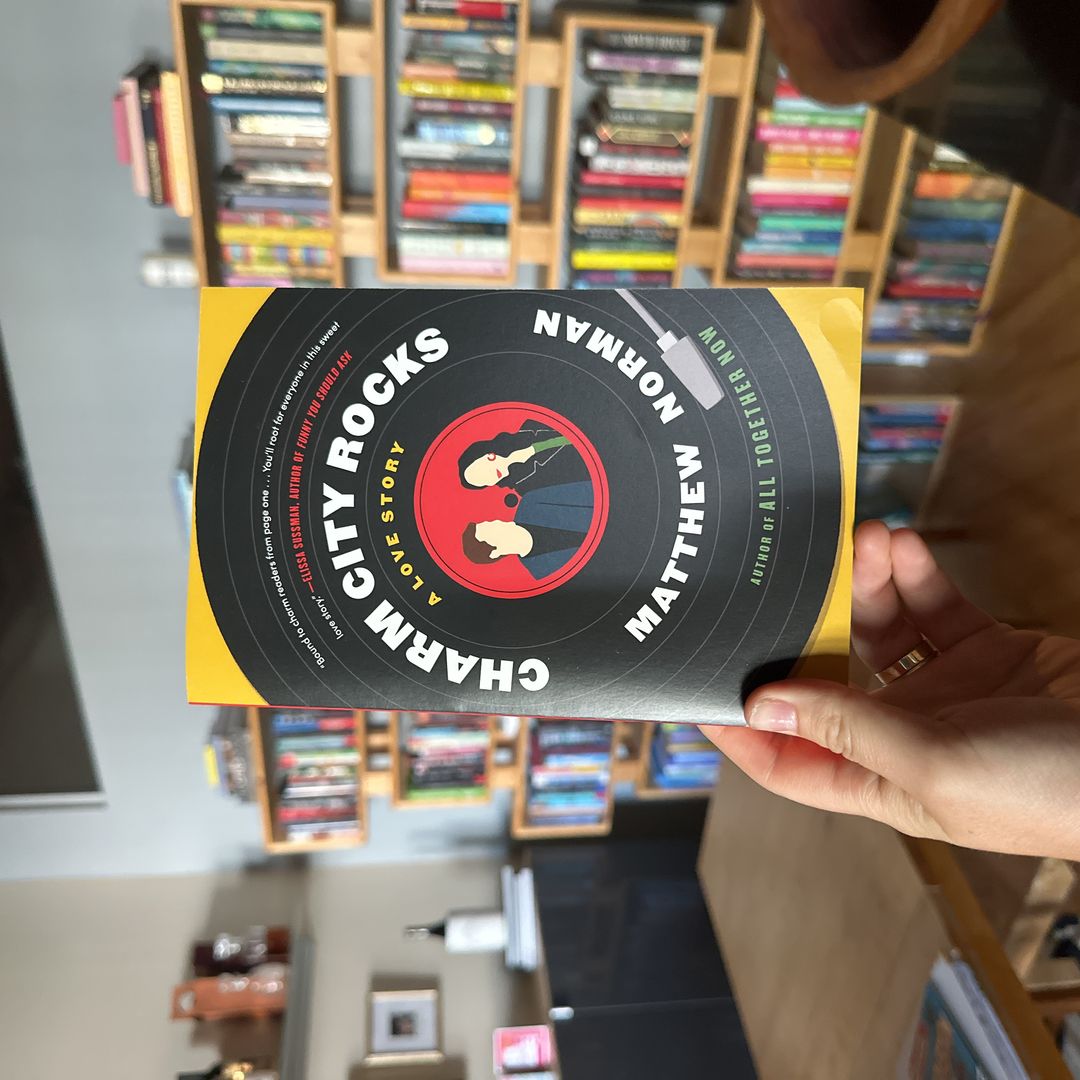 "Bound to charm readers from page one . . . You'll root for everyone in this sweet
love story." —ELISSA SUSSMAN, AUTHOR OF FUNNY YOU SHOULD ASK
CHARM CITY ROCKS
A LOVE STORY
MATTHEW NORMAN
AUTHOR OF ALL TOGETHER NOW